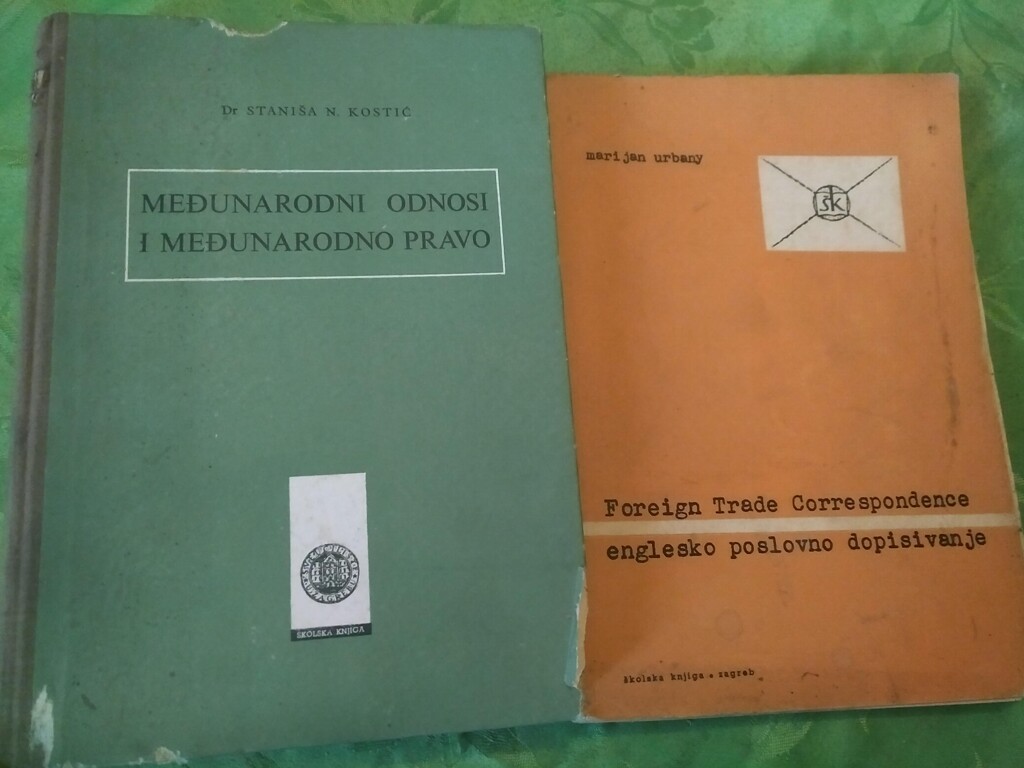 Dr STANIŠA N. KOSTIĆ
MEĐUNARODNI ODNOSI
I MEĐUNARODNO PRAVO
ŠKOLSKA KNJIGA
marijan urbany
šk
Foreign Trade Correspondence
englesko poslovno dopisivanje
školska knjiga • zagreb